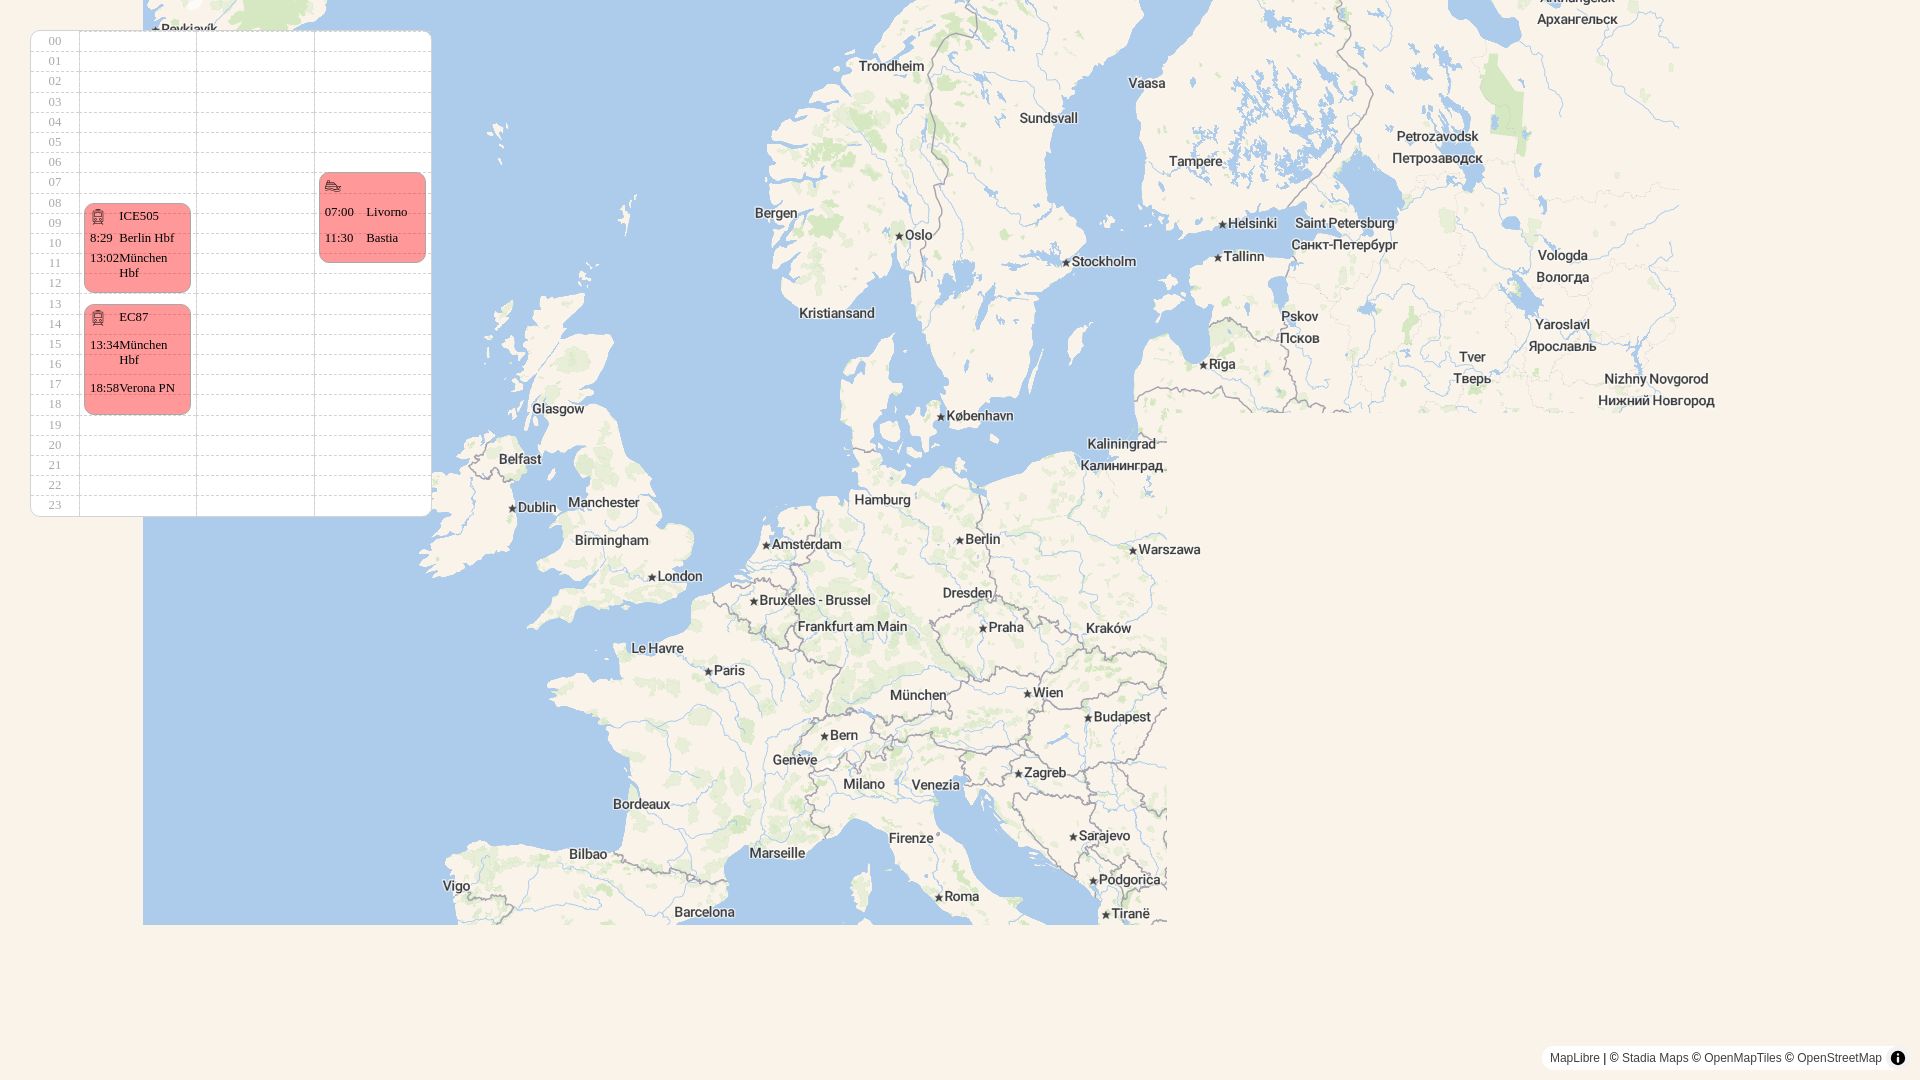 Архангельск
Reykjavík
00
01
02
03
04
05
06
07
08
09
10
11
12
13
14
15
16
17
18
19
20
21
22
23
ICE505
8:29 Berlin Hbf
13:02 München
Hbf
EC87
13:34 München
Hbf
18:58 Verona PN
07:00 Livorno
11:30 Bastia
Trondheim
Vaasa
Sundsvall
Petrozavodsk
Петрозаводск
Tampere
Bergen
Oslo
Helsinki
Saint Petersburg
Санкт-Петербург
Stockholm
Tallinn
Vologda
Вологда
Kristiansand
Pskov
Псков
Yaroslavl
Ярославль
Rīga
Tver
Тверь
Nizhny Novgorod
Нижний Новгород
Glasgow
København
Kaliningrad
Калининград
Belfast
Dublin
Manchester
Hamburg
Birmingham
Amsterdam
Berlin
Warszawa
London
Bruxelles - Brussel
Dresden
Frankfurt am Main
Praha
Kraków
Le Havre
Paris
München
Wien
Budapest
Bern
Genève
Milano
Venezia
Zagreb
Bordeaux
Firenze
Sarajevo
Marseille
Bilbao
Vigo
Podgorica
Roma
Barcelona
Tiranë
MapLibre | © Stadia Maps © OpenMapTiles © OpenStreetMap